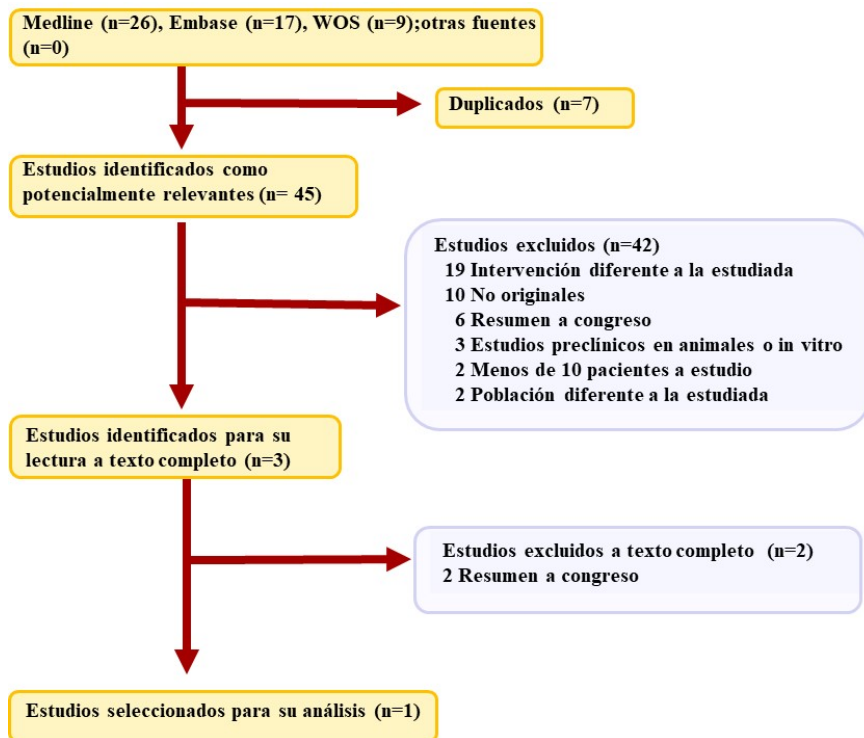 Medline (n=26), Embase (n=17), WOS (n=9);otras fuentes
(n=0)
Duplicados (n=7)
Estudios identificados como
potencialmente relevantes (n= 45)
Estudios excluidos (n=42)
19 Intervención diferente a la estudiada
10 No originales
6 Resumen a congreso
3 Estudios preclínicos en animales o in vitro
2 Menos de 10 pacientes a estudio
2 Población diferente a la estudiada
Estudios identificados para su
lectura a texto completo (n=3)
Estudios excluidos a texto completo (n=2)
2 Resumen a congreso
Estudios seleccionados para su análisis (n=1)